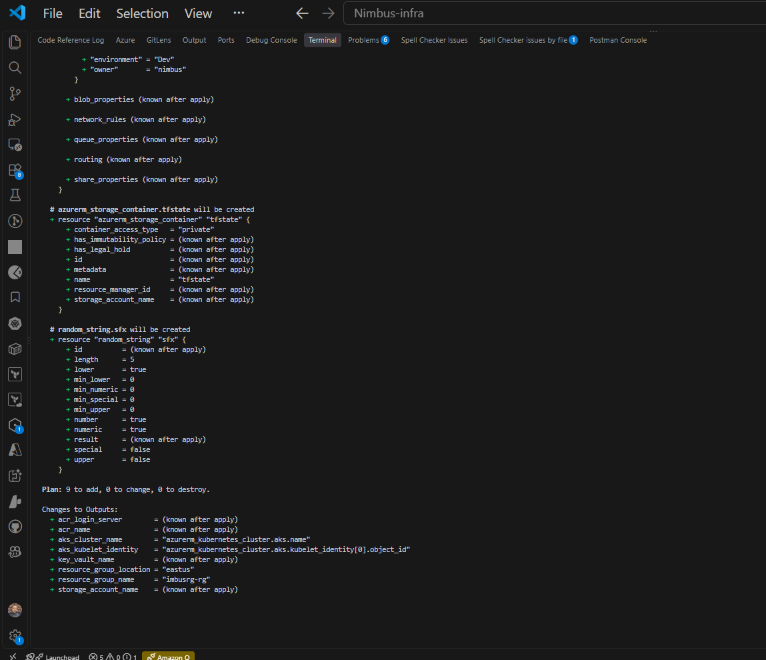 File Edit Selection View ··· Nimbus-infra
Code Reference Log Azure GitLens Output Ports Debug Console Terminal Problems 6 Spell Checker Issues Spell Checker Issues by file 1 Postman Console ...
+ "environment" = "Dev"
+ "owner" = "nimbus"
}
+ blob_properties (known after apply)
+ network_rules (known after apply)
+ queue_properties (known after apply)
+ routing (known after apply)
+ share_properties (known after apply)
}
# azurerm_storage_container.tfstate will be created
+ resource "azurerm_storage_container" "tfstate" {
+ container_access_type = "private"
+ has_immutability_policy = (known after apply)
+ has_legal_hold = (known after apply)
+ id = (known after apply)
+ metadata = (known after apply)
+ name = "tfstate"
+ resource_manager_id = (known after apply)
+ storage_account_name = (known after apply)
}
# random_string.sfx will be created
+ resource "random_string" "sfx" {
+ id = (known after apply)
+ length = 5
+ lower = true
+ min_lower = 0
+ min_numeric = 0
+ min_special = 0
+ min_upper = 0
+ number = true
+ numeric = true
+ result = (known after apply)
+ special = false
+ upper = false
}
Plan: 9 to add, 0 to change, 0 to destroy.
Changes to Outputs:
+ acr_login_server = (known after apply)
+ acr_name = (known after apply)
+ aks_cluster_name = "azurerm_kubernetes_cluster.aks.name"
+ aks_kubelet_identity = "azurerm_kubernetes_cluster.aks.kubelet_identity[0].object_id"
+ key_vault_name = (known after apply)
+ resource_group_location = "eastus"
+ resource_group_name = "imbusrg-rg"
+ storage_account_name = (known after apply)
Launchpad 5 0 1 Amazon Q